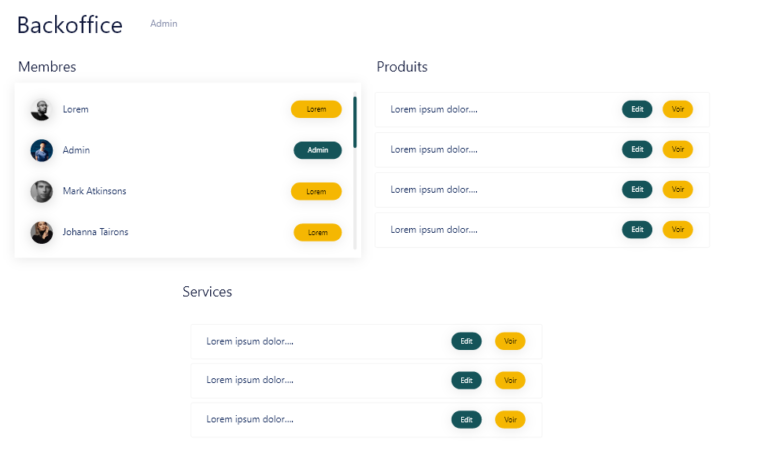 Backoffice Admin
Membres
Lorem Lorem
Admin Admin
Mark Atkinsons Lorem
Johanna Tairons Lorem
Produits
Lorem ipsum dolor.... Edit Voir
Lorem ipsum dolor.... Edit Voir
Lorem ipsum dolor.... Edit Voir
Lorem ipsum dolor.... Edit Voir
Services
Lorem ipsum dolor.... Edit Voir
Lorem ipsum dolor.... Edit Voir
Lorem ipsum dolor.... Edit Voir